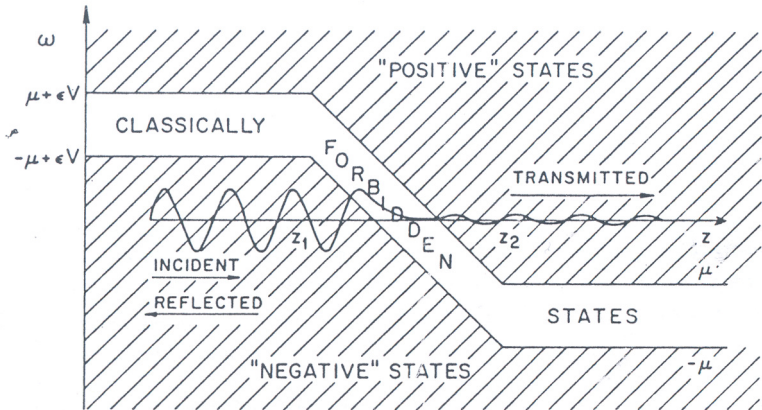 ω
"POSITIVE" STATES
μ + ϵV
CLASSICALLY
-μ + ϵV
FORBIDDEN
TRANSMITTED
z₁
z₂
z
INCIDENT
μ
REFLECTED
STATES
"NEGATIVE" STATES
-μ